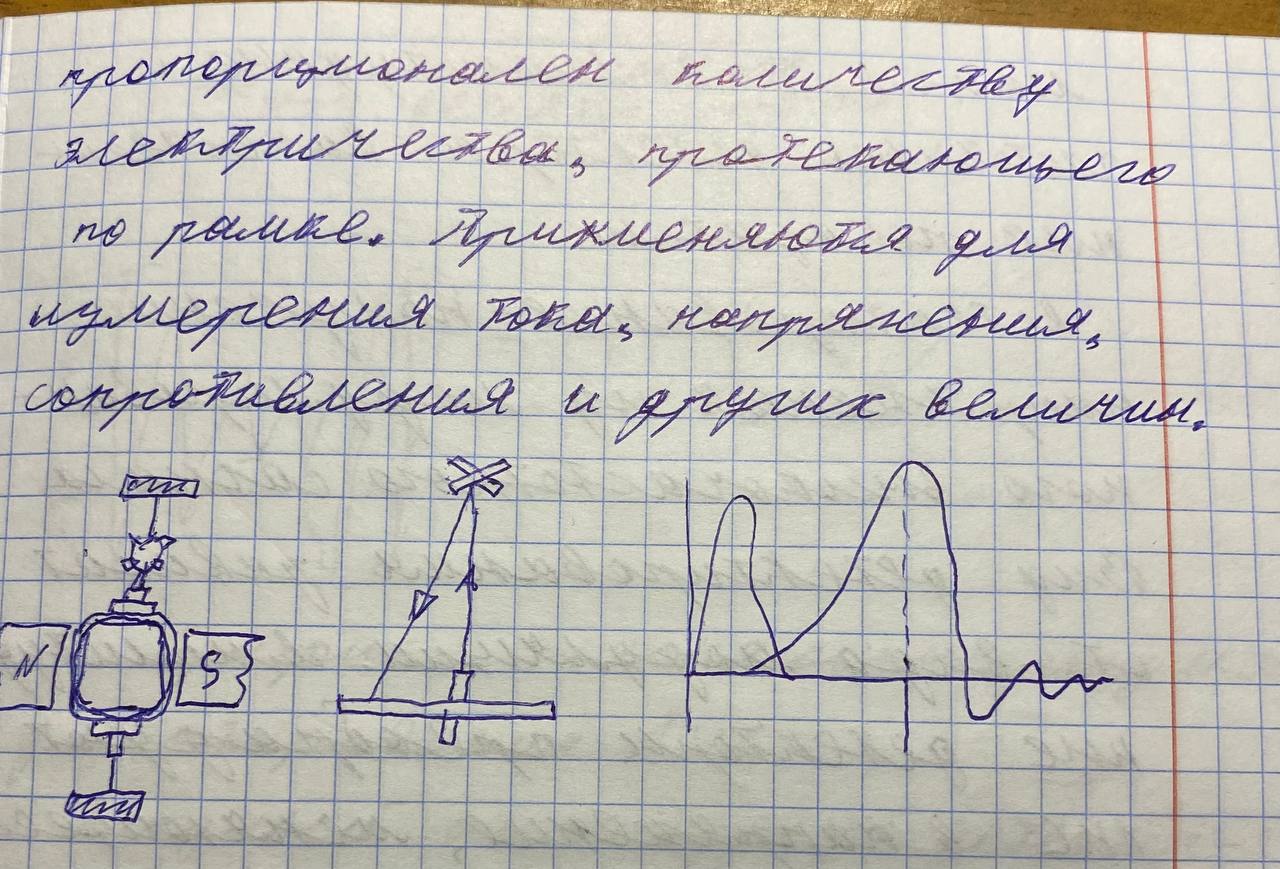 пропорционален количеству
электричества, протекающего
по рамке. Применяются для
измерения тока, напряжения,
сопротивления и других величин.
N S